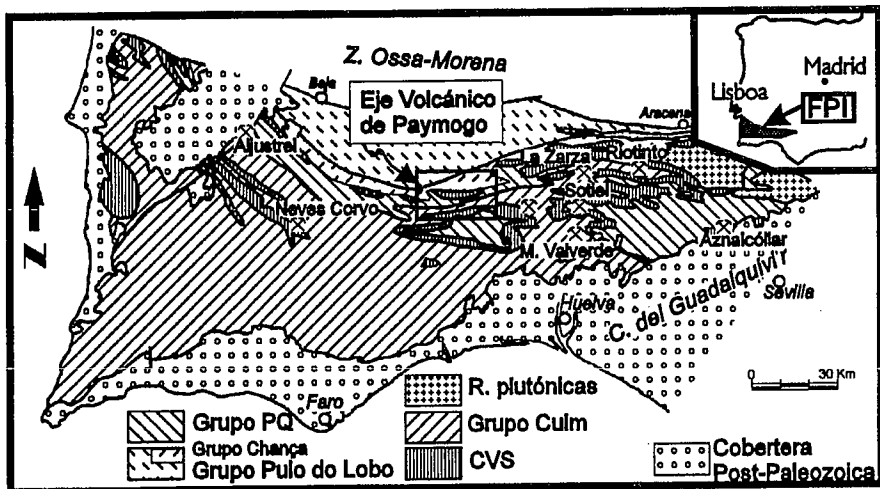 Z. Ossa-Morena
Beja
Eje Volcánico
de Paymogo
Aracena
Lisboa
Madrid
FPI
Aljustrel
La Zarza
Riotinto
Sotiel
Neves Corvo
M. Valverde
Aznalcóllar
N
Huelva
C. del Guadalquivir
Sevilla
Faro
0 30 Km
Grupo PQ
Grupo Chança
Grupo Pulo do Lobo
R. plutónicas
Grupo Culm
CVS
Cobertera
Post-Paleozoica